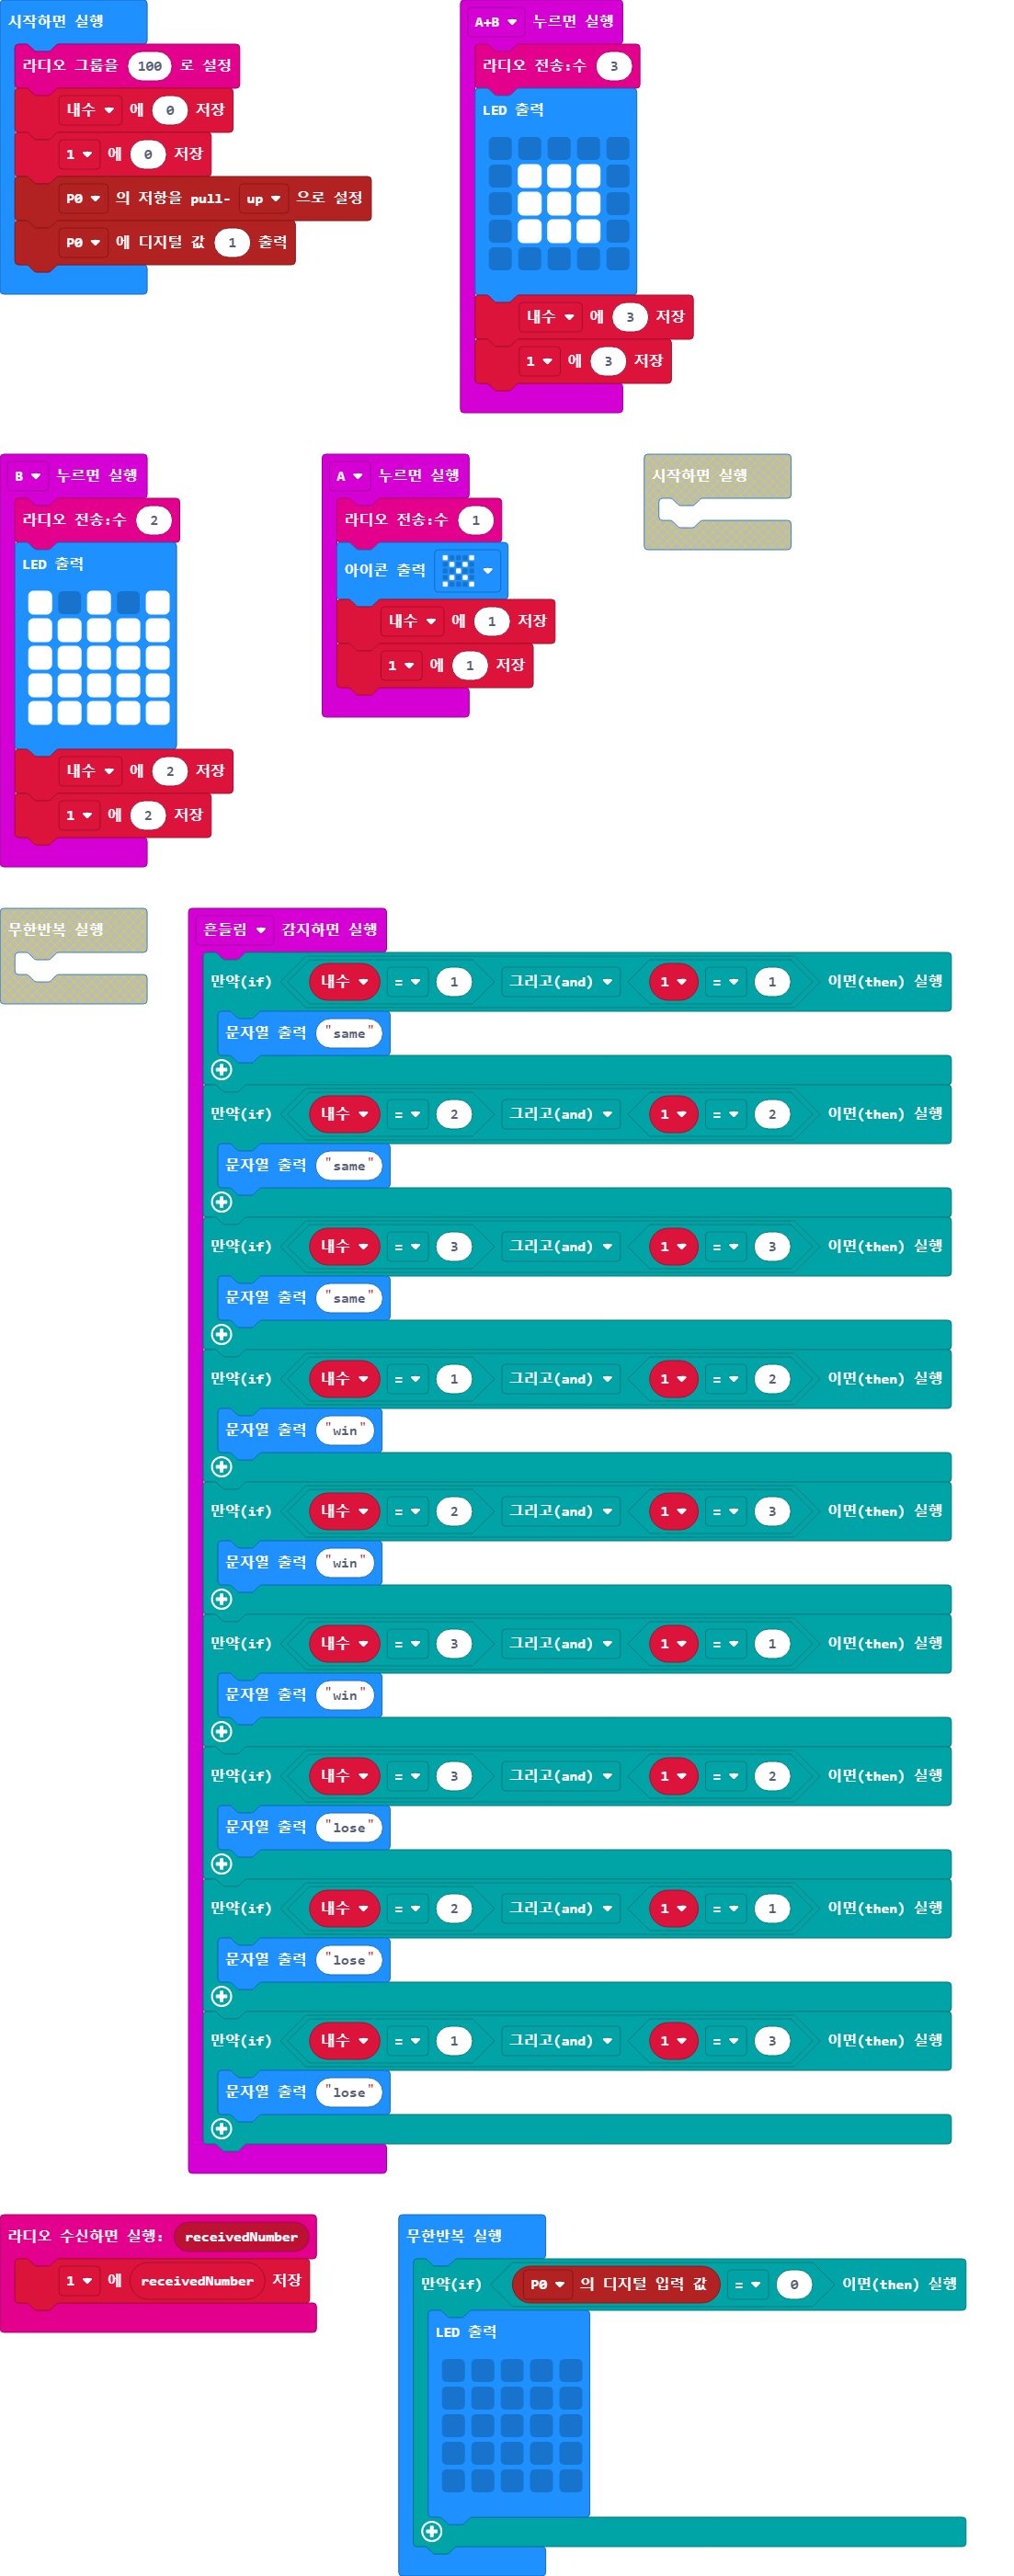 시작하면 실행
라디오 그룹을 100 로 설정
내수 에 0 저장
1 에 0 저장
P0 의 저항을 pull- up 으로 설정
P0 에 디지털 값 1 출력
A+B 누르면 실행
라디오 전송:수 3
LED 출력
내수 에 3 저장
1 에 3 저장
B 누르면 실행
라디오 전송:수 2
LED 출력
내수 에 2 저장
1 에 2 저장
A 누르면 실행
라디오 전송:수 1
아이콘 출력
내수 에 1 저장
1 에 1 저장
시작하면 실행
무한반복 실행
흔들림 감지하면 실행
만약(if) 내수 = 1 그리고(and) 1 = 1 이면(then) 실행
문자열 출력 "same"
만약(if) 내수 = 2 그리고(and) 1 = 2 이면(then) 실행
문자열 출력 "same"
만약(if) 내수 = 3 그리고(and) 1 = 3 이면(then) 실행
문자열 출력 "same"
만약(if) 내수 = 1 그리고(and) 1 = 2 이면(then) 실행
문자열 출력 "win"
만약(if) 내수 = 2 그리고(and) 1 = 3 이면(then) 실행
문자열 출력 "win"
만약(if) 내수 = 3 그리고(and) 1 = 1 이면(then) 실행
문자열 출력 "win"
만약(if) 내수 = 3 그리고(and) 1 = 2 이면(then) 실행
문자열 출력 "lose"
만약(if) 내수 = 2 그리고(and) 1 = 1 이면(then) 실행
문자열 출력 "lose"
만약(if) 내수 = 1 그리고(and) 1 = 3 이면(then) 실행
문자열 출력 "lose"
라디오 수신하면 실행: receivedNumber
1 에 receivedNumber 저장
무한반복 실행
만약(if) P0 의 디지털 입력 값 = 0 이면(then) 실행
LED 출력